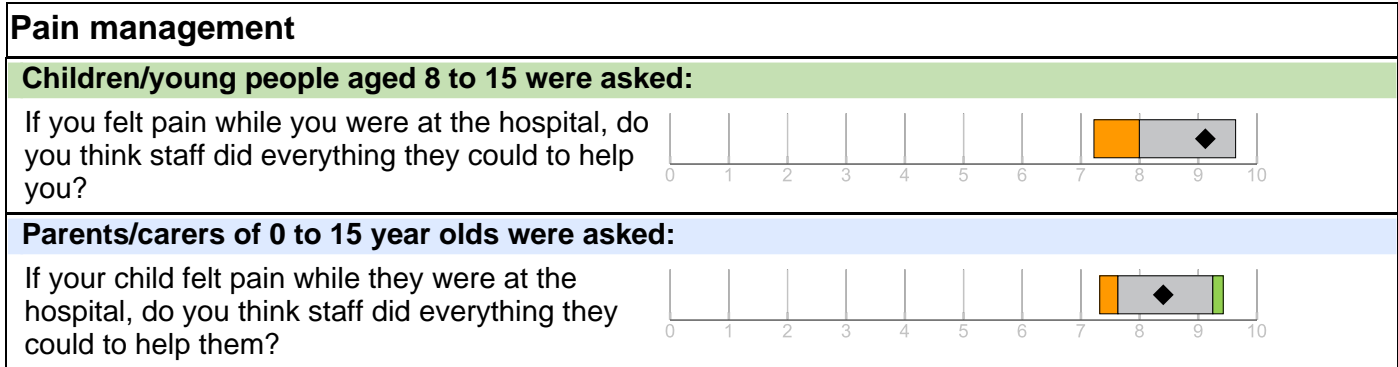 Pain management
Children/young people aged 8 to 15 were asked:
If you felt pain while you were at the hospital, do
you think staff did everything they could to help
you?
0 1 2 3 4 5 6 7 8 9 10
Parents/carers of 0 to 15 year olds were asked:
If your child felt pain while they were at the
hospital, do you think staff did everything they
could to help them?
0 1 2 3 4 5 6 7 8 9 10